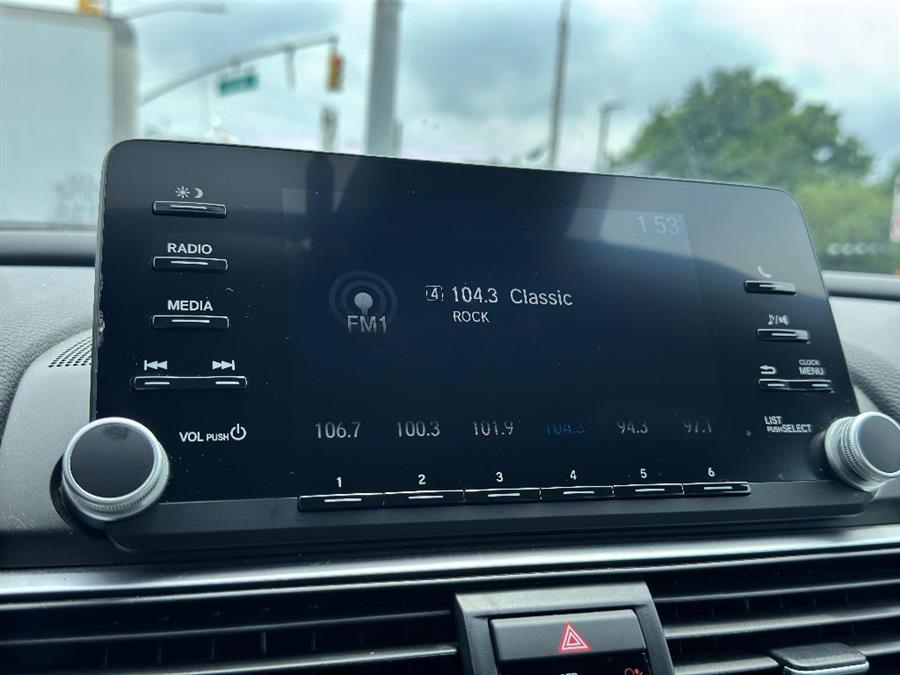 1 53
RADIO
4 104.3 Classic
ROCK
MEDIA
FM1
CLOCK
MENU
VOL PUSH
LIST
PUSH SELECT
106.7 100.3 101.9 104.3 94.3 97.1
1 2 3 4 5 6